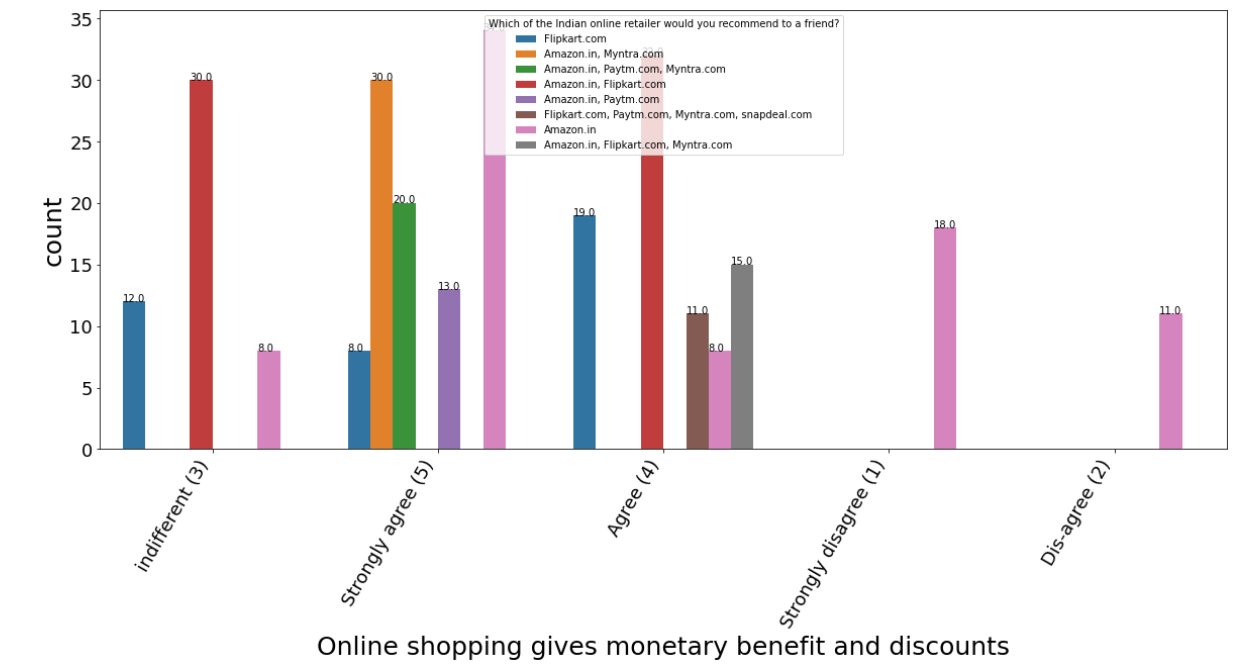 Which of the Indian online retailer would you recommend to a friend?
Flipkart.com
Amazon.in, Myntra.com
Amazon.in, Paytm.com, Myntra.com
Amazon.in, Flipkart.com
Amazon.in, Paytm.com
Flipkart.com, Paytm.com, Myntra.com, snapdeal.com
Amazon.in
Amazon.in, Flipkart.com, Myntra.com
count
35
30
25
20
15
10
5
0
12.0
30.0
8.0
8.0
30.0
20.0
13.0
19.0
11.0
8.0
15.0
18.0
11.0
indifferent (3)
Strongly agree (5)
Agree (4)
Strongly disagree (1)
Dis-agree (2)
Online shopping gives monetary benefit and discounts